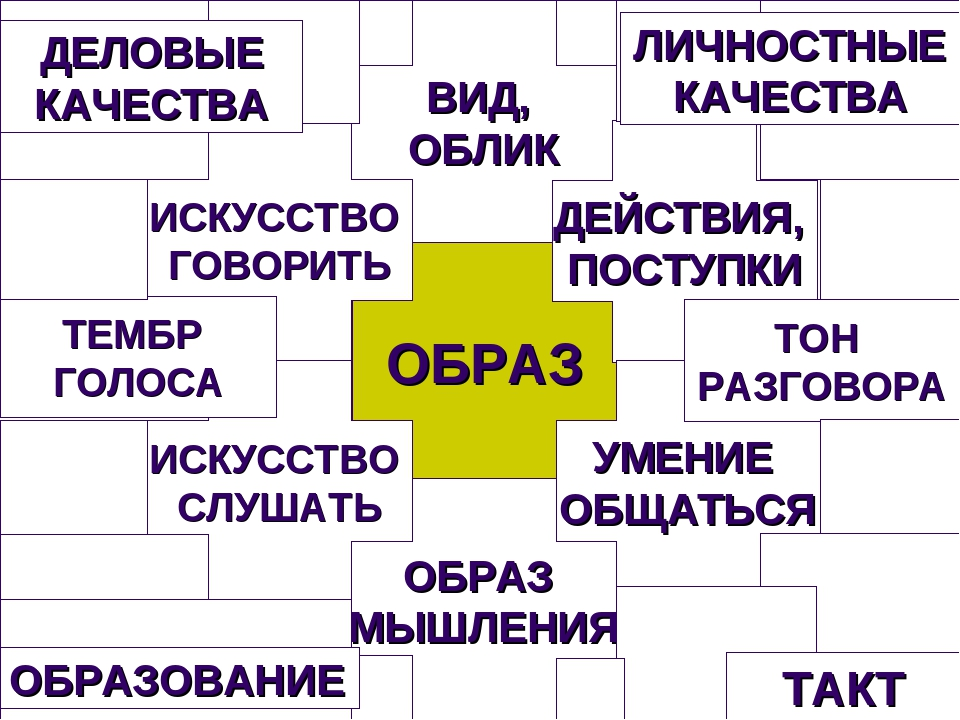 ДЕЛОВЫЕ
КАЧЕСТВА
ЛИЧНОСТНЫЕ
КАЧЕСТВА
ВИД,
ОБЛИК
ИСКУССТВО
ГОВОРИТЬ
ДЕЙСТВИЯ,
ПОСТУПКИ
ТЕМБР
ГОЛОСА
ОБРАЗ
ТОН
РАЗГОВОРА
ИСКУССТВО
СЛУШАТЬ
УМЕНИЕ
ОБЩАТЬСЯ
ОБРАЗ
МЫШЛЕНИЯ
ОБРАЗОВАНИЕ
ТАКТ